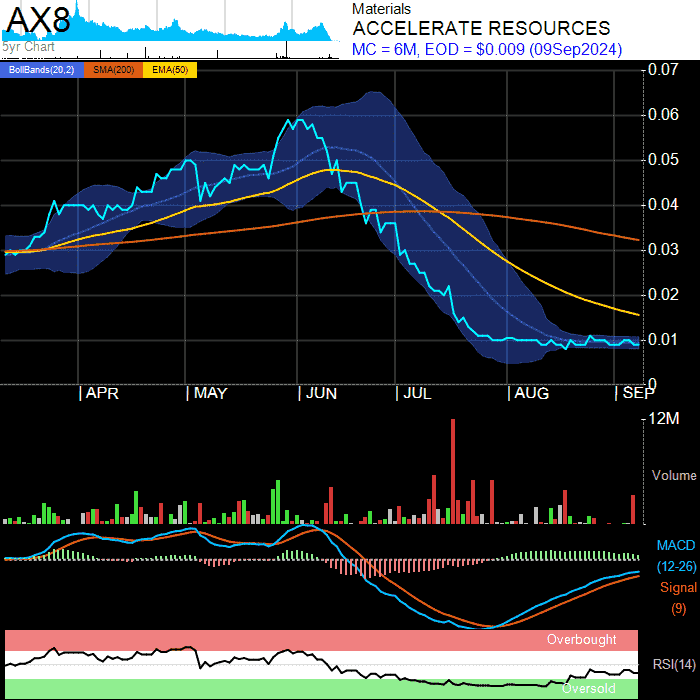 AX8
5yr Chart
Materials
ACCELERATE RESOURCES
MC = 6M, EOD = $0.009 (09Sep2024)
BollBands(20,2) SMA(200) EMA(50)
0.07
0.06
0.05
0.04
0.03
0.02
0.01
0
APR MAY JUN JUL AUG SEP
12M
Volume
MACD
(12-26)
Signal
(9)
Overbought
RSI(14)
Oversold